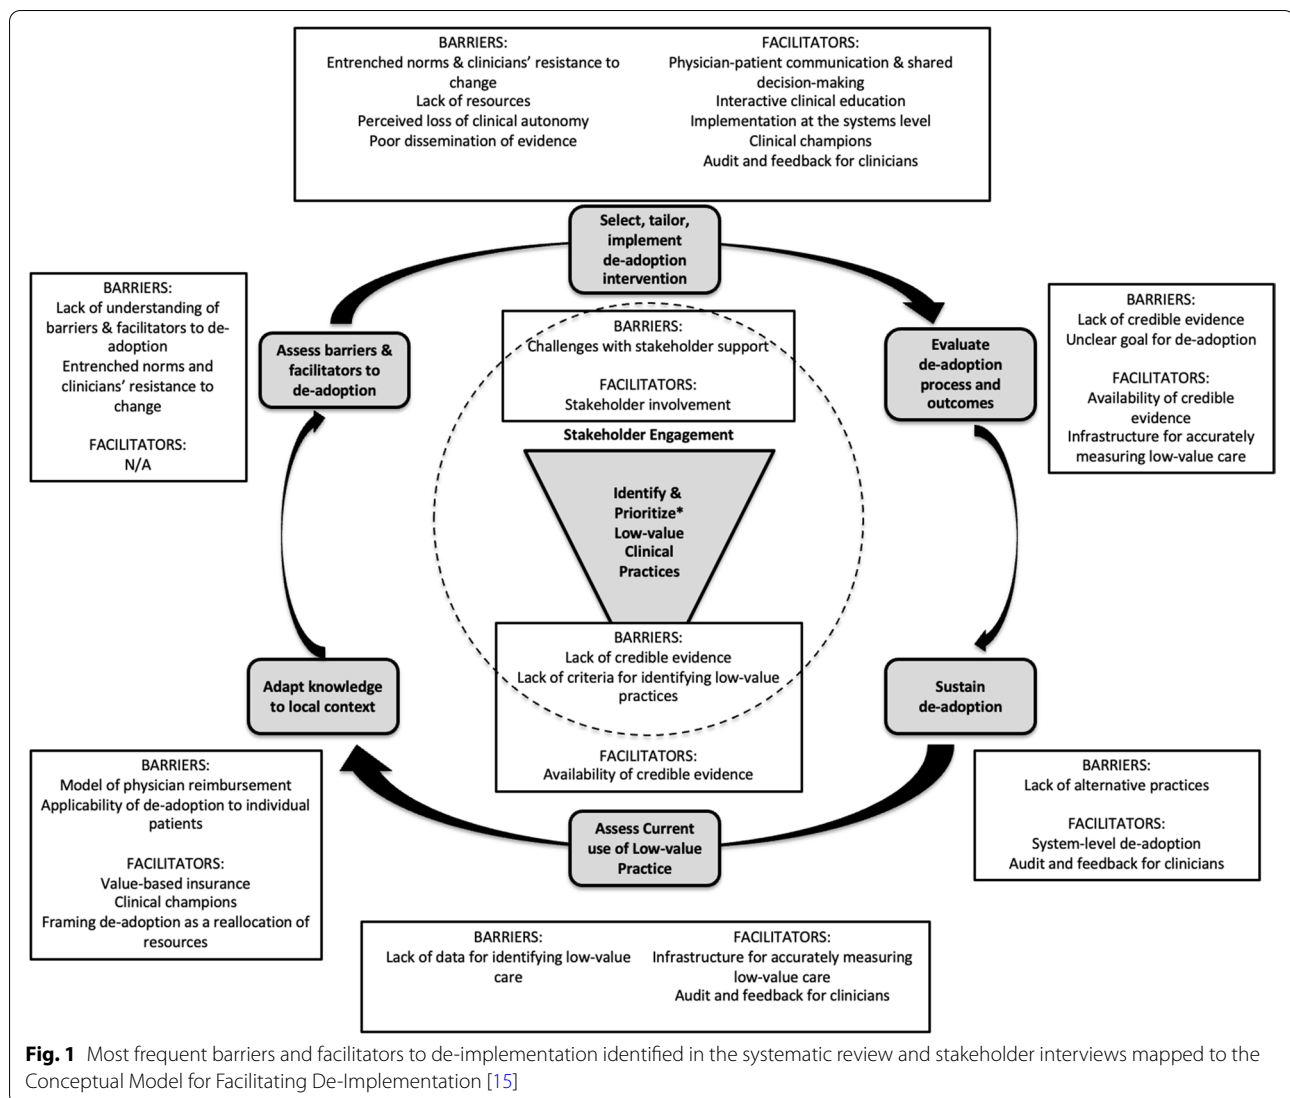 BARRIERS:
Entrenched norms & clinicians’ resistance to
change
Lack of resources
Perceived loss of clinical autonomy
Poor dissemination of evidence
FACILITATORS:
Physician-patient communication & shared
decision-making
Interactive clinical education
Implementation at the systems level
Clinical champions
Audit and feedback for clinicians
Select, tailor,
implement
de-adoption
intervention
BARRIERS:
Lack of understanding of
barriers & facilitators to de-
adoption
Entrenched norms and
clinicians’ resistance to
change
FACILITATORS:
N/A
Assess barriers &
facilitators to
de-adoption
BARRIERS:
Challenges with stakeholder support
FACILITATORS:
Stakeholder involvement
Stakeholder Engagement
Evaluate
de-adoption
process and
outcomes
BARRIERS:
Lack of credible evidence
Unclear goal for de-adoption
FACILITATORS:
Availability of credible
evidence
Infrastructure for accurately
measuring low-value care
Identify &
Prioritize*
Low-value
Clinical
Practices
BARRIERS:
Lack of credible evidence
Lack of criteria for identifying low-value
practices
FACILITATORS:
Availability of credible evidence
Adapt knowledge
to local context
Sustain
de-adoption
BARRIERS:
Model of physician reimbursement
Applicability of de-adoption to individual
patients
FACILITATORS:
Value-based insurance
Clinical champions
Framing de-adoption as a reallocation of
resources
Assess Current
use of Low-value
Practice
BARRIERS:
Lack of alternative practices
FACILITATORS:
System-level de-adoption
Audit and feedback for clinicians
BARRIERS:
Lack of data for identifying low-value
care
FACILITATORS:
Infrastructure for accurately measuring
low-value care
Audit and feedback for clinicians
Fig. 1 Most frequent barriers and facilitators to de-implementation identified in the systematic review and stakeholder interviews mapped to the
Conceptual Model for Facilitating De-Implementation [15]